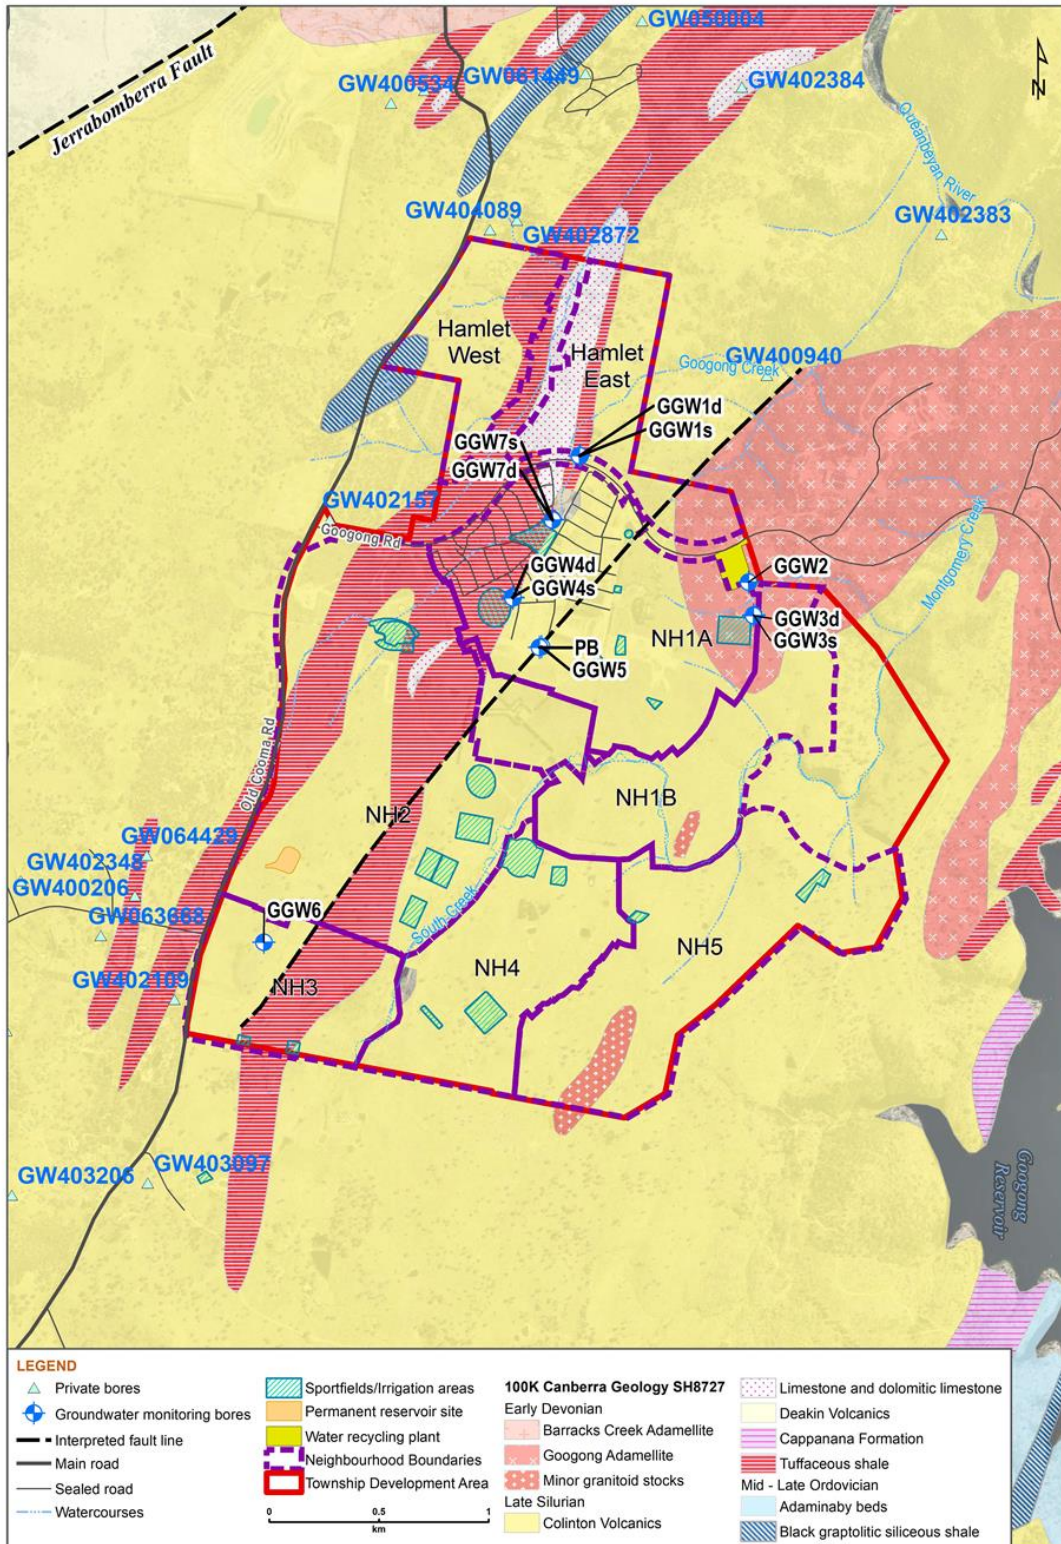 GW050004
Jerrabomberra Fault
GW400534
GW061449
GW402384
N
Queanbeyan River
GW404089
GW402872
GW402383
Hamlet
West
Hamlet
East
Googong Creek
GW400940
GGW1d
GGW1s
GGW7s
GGW7d
GW402157
Googong Rd
GGW4d
GGW4s
GGW2
Montgomery Creek
GGW3d
GGW3s
NH1A
PB
GGW5
Old Cooma Rd
NH1B
NH2
GW064429
GW402348
GW400206
GW063668
GGW6
South Creek
NH4
NH5
GW402109
NH3
GW403206
GW403097
Googong
Reservoir
LEGEND
Private bores
Groundwater monitoring bores
Interpreted fault line
Main road
Sealed road
Watercourses
Sportfields/Irrigation areas
Permanent reservoir site
Water recycling plant
Neighbourhood Boundaries
Township Development Area
0 0.5 1
km
100K Canberra Geology SH8727
Early Devonian
Barracks Creek Adamellite
Googong Adamellite
Minor granitoid stocks
Late Silurian
Colinton Volcanics
Limestone and dolomitic limestone
Deakin Volcanics
Cappanana Formation
Tuffaceous shale
Mid - Late Ordovician
Adaminaby beds
Black graptolitic siliceous shale